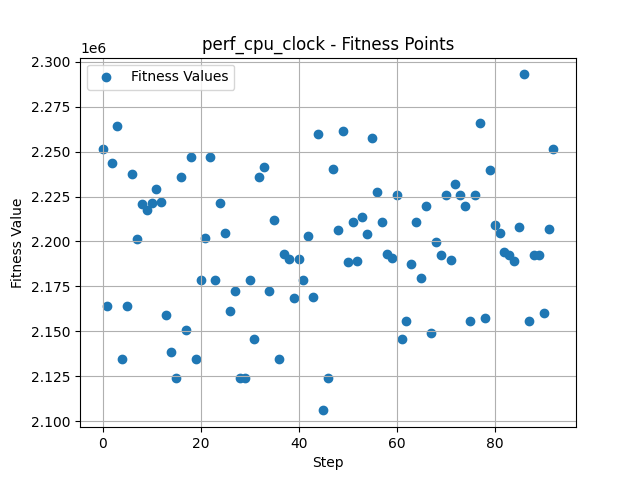 perf_cpu_clock - Fitness Points
1e6
Fitness Values
2.300
2.275
2.250
2.225
2.200
2.175
2.150
2.125
2.100
Fitness Value
0 20 40 60 80
Step